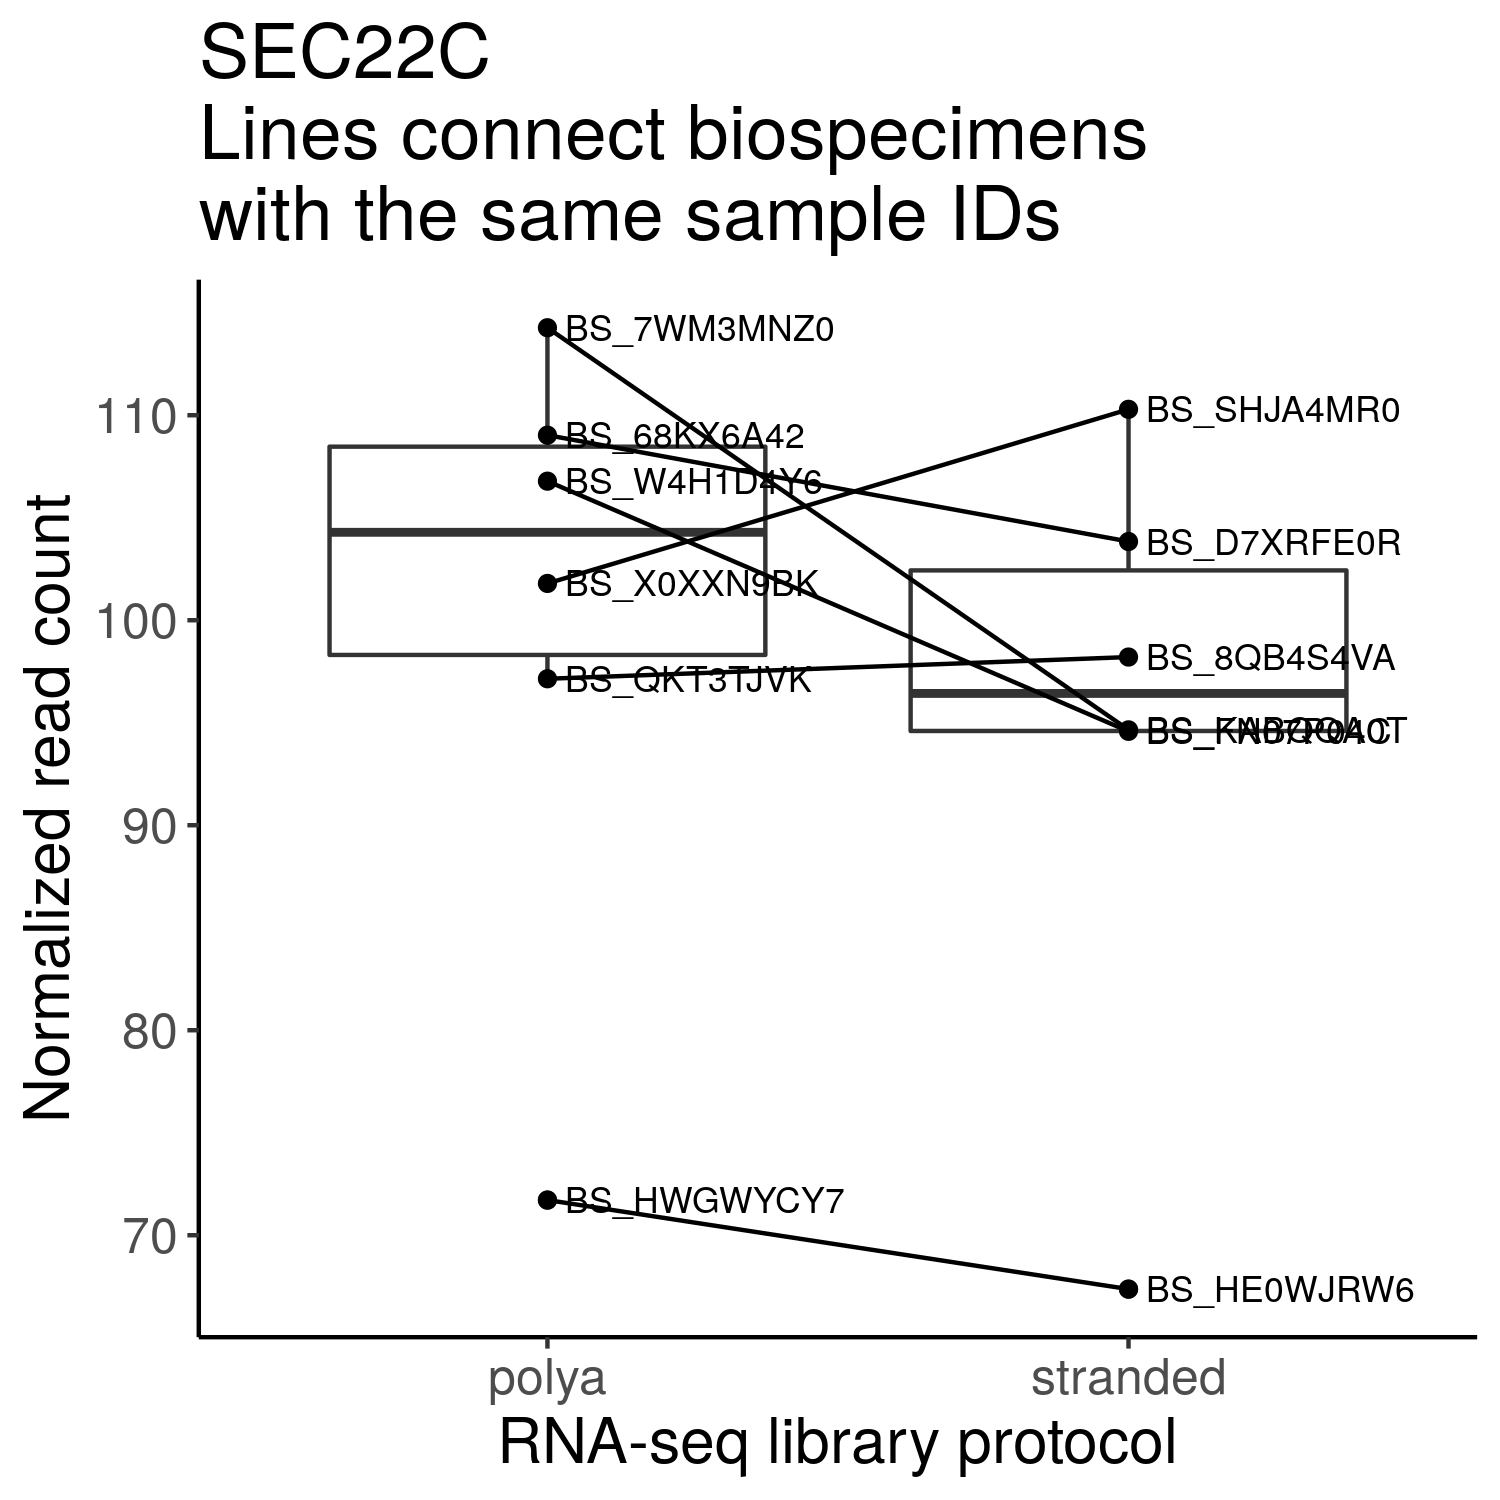 SEC22C
Lines connect biospecimens
with the same sample IDs
Normalized read count
110
100
90
80
70
BS_7WM3MNZ0
BS_68KX6A42
BS_W4H1D4Y6
BS_X0XXN9BK
BS_QKT3TJVK
BS_HWGWYCY7
BS_SHJA4MR0
BS_D7XRFE0R
BS_8QB4S4VA
BS_HE0WJRW6
polya
stranded
RNA-seq library protocol